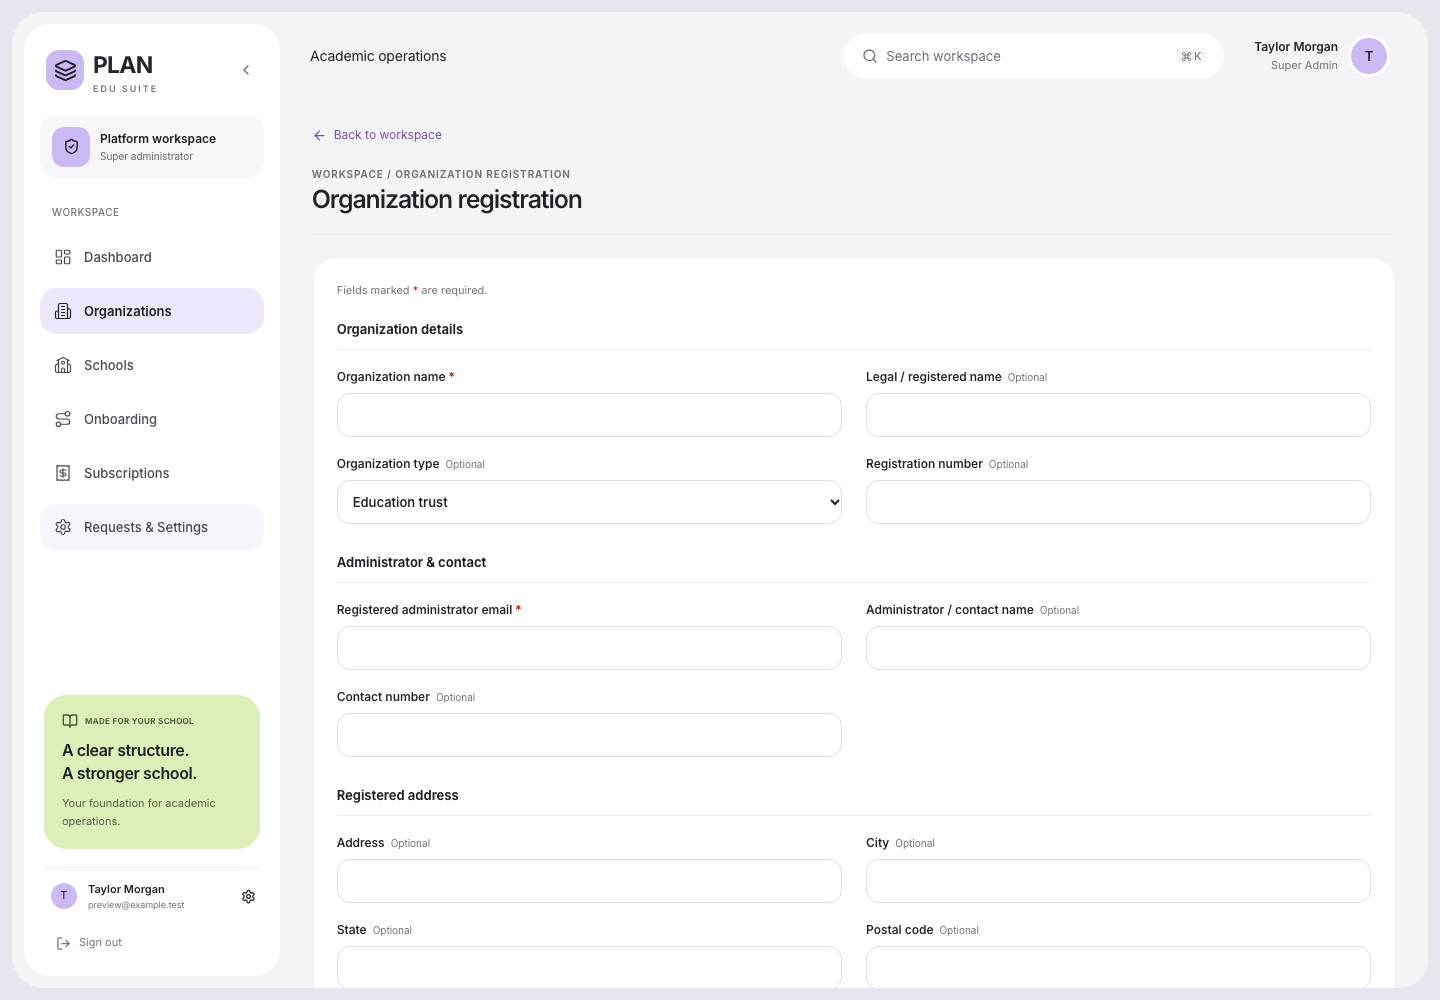 PLAN
EDU SUITE
Platform workspace
Super administrator
WORKSPACE
Dashboard
Organizations
Schools
Onboarding
Subscriptions
Requests & Settings
MADE FOR YOUR SCHOOL
A clear structure.
A stronger school.
Your foundation for academic
operations.
T
Taylor Morgan
preview@example.test
Sign out
Academic operations
Search workspace
⌘ K
Taylor Morgan
Super Admin
T
Back to workspace
WORKSPACE / ORGANIZATION REGISTRATION
Organization registration
Fields marked * are required.
Organization details
Organization name *
Legal / registered name Optional
Organization type Optional
Registration number Optional
Education trust
Administrator & contact
Registered administrator email *
Administrator / contact name Optional
Contact number Optional
Registered address
Address Optional
City Optional
State Optional
Postal code Optional